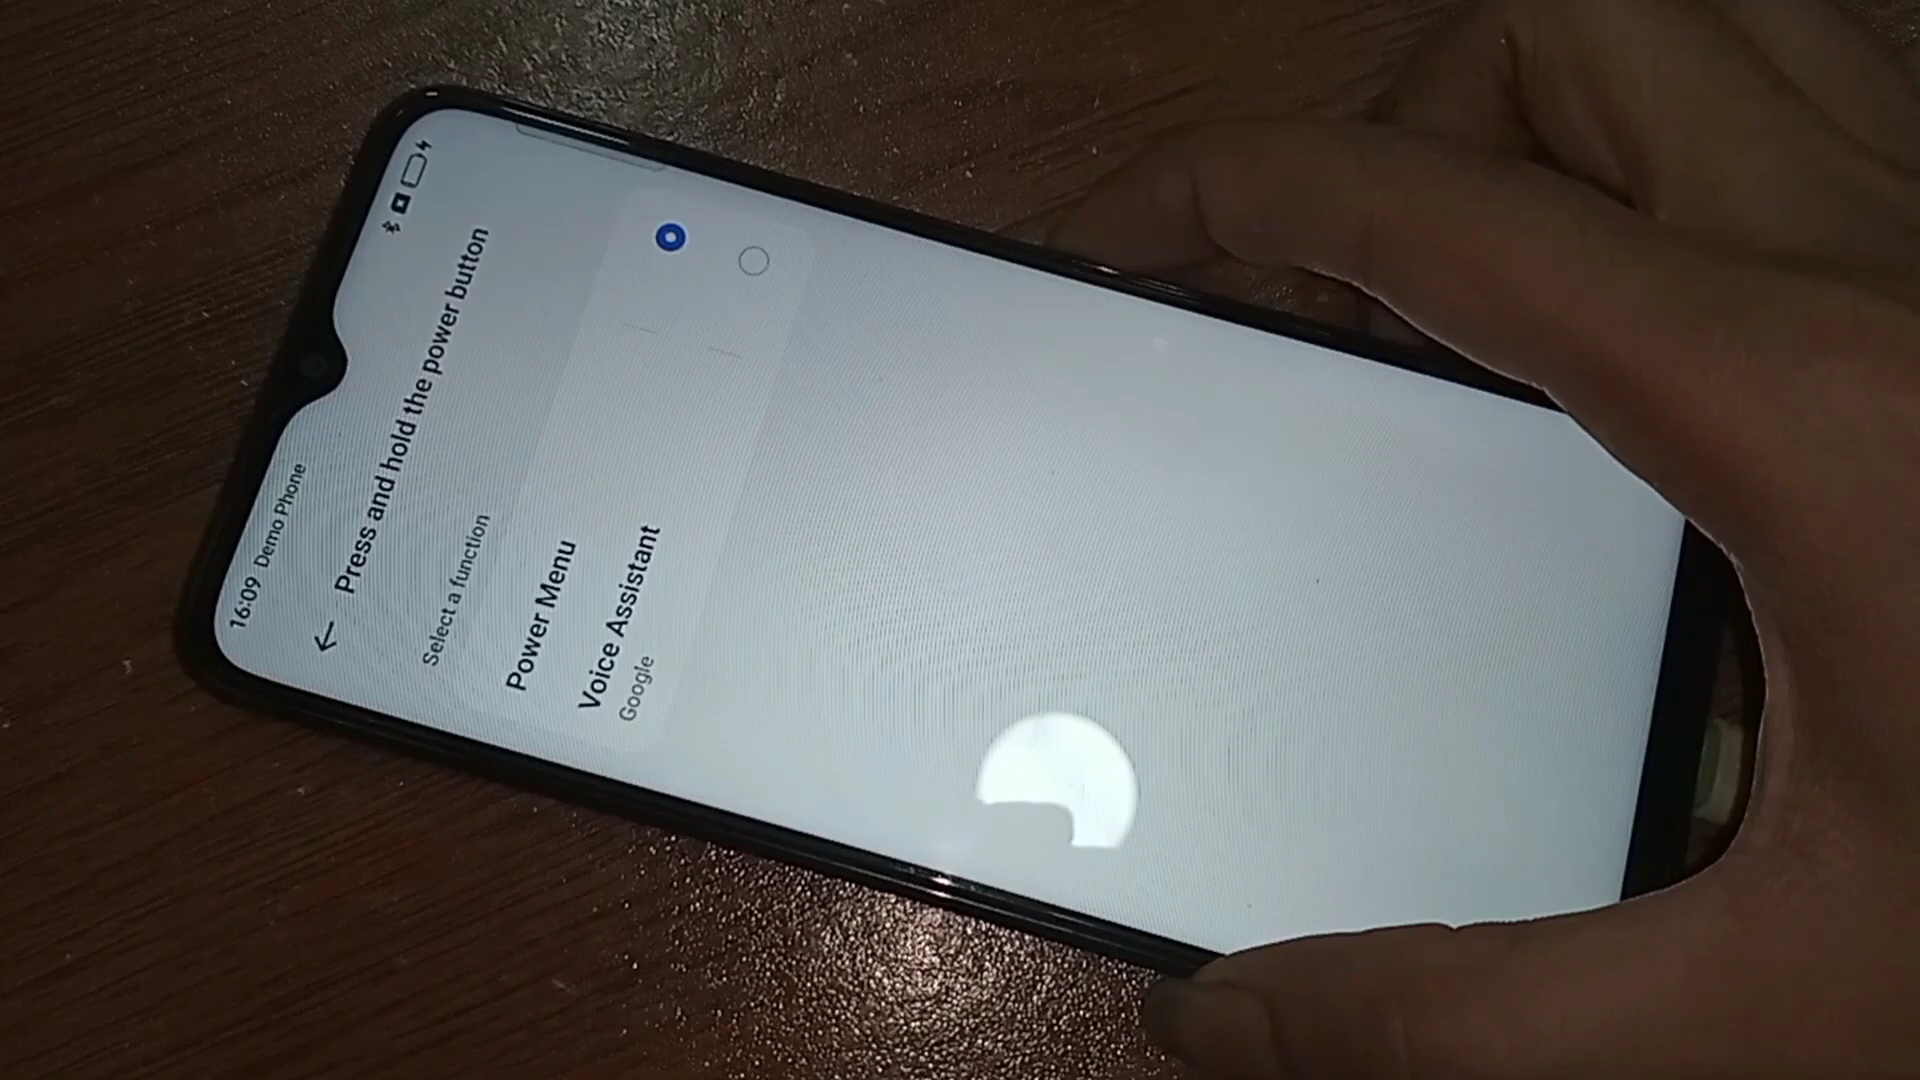 16:09 Demo Phone
Press and hold the power button
Select a function
Power Menu
Voice Assistant
Google